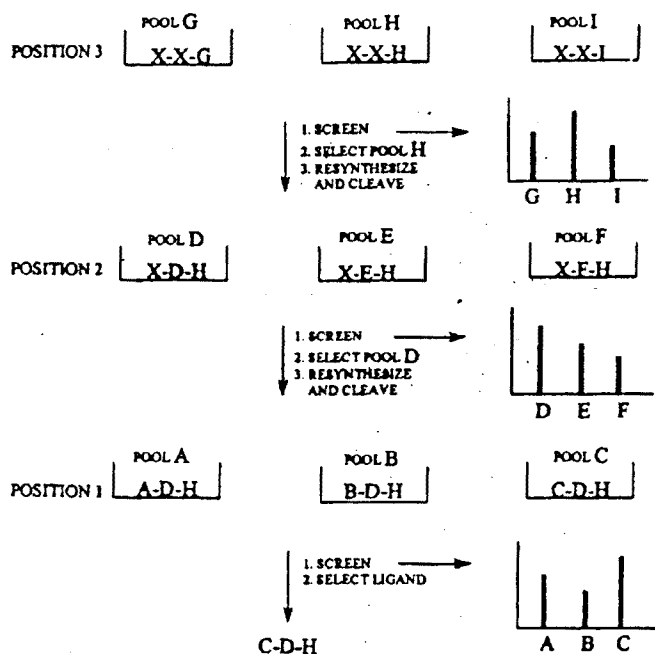 POOL G POOL H POOL I
POSITION 3 X-X-G X-X-H X-X-I
1. SCREEN
2. SELECT POOL H
3. RESYNTHESIZE
AND CLEAVE
G H I
POOL D POOL E POOL F
POSITION 2 X-D-H X-E-H X-F-H
1. SCREEN
2. SELECT POOL D
3. RESYNTHESIZE
AND CLEAVE
D E F
POOL A POOL B POOL C
POSITION 1 A-D-H B-D-H C-D-H
1. SCREEN
2. SELECT LIGAND
A B C
C-D-H